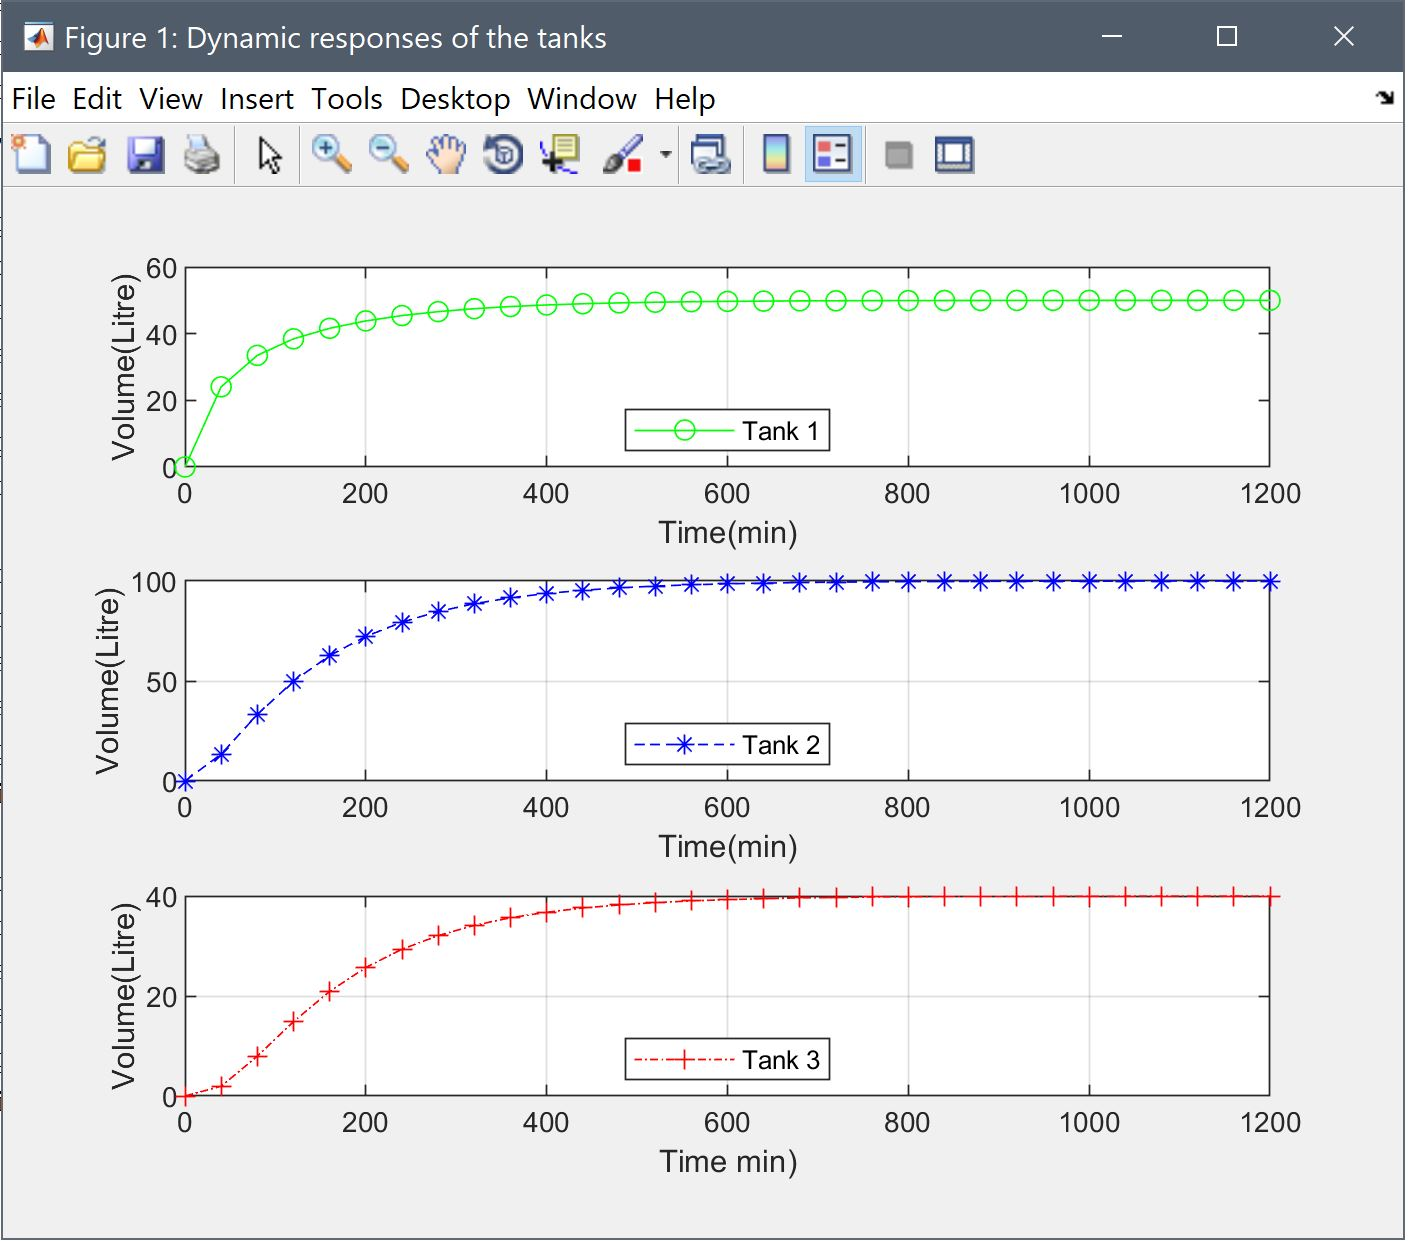 Figure 1: Dynamic responses of the tanks
File Edit View Insert Tools Desktop Window Help
Volume(Litre)
60
40
20
0
Tank 1
0 200 400 600 800 1000 1200
Time(min)
Volume(Litre)
100
50
0
Tank 2
0 200 400 600 800 1000 1200
Time(min)
Volume(Litre)
40
20
0
Tank 3
0 200 400 600 800 1000 1200
Time min)